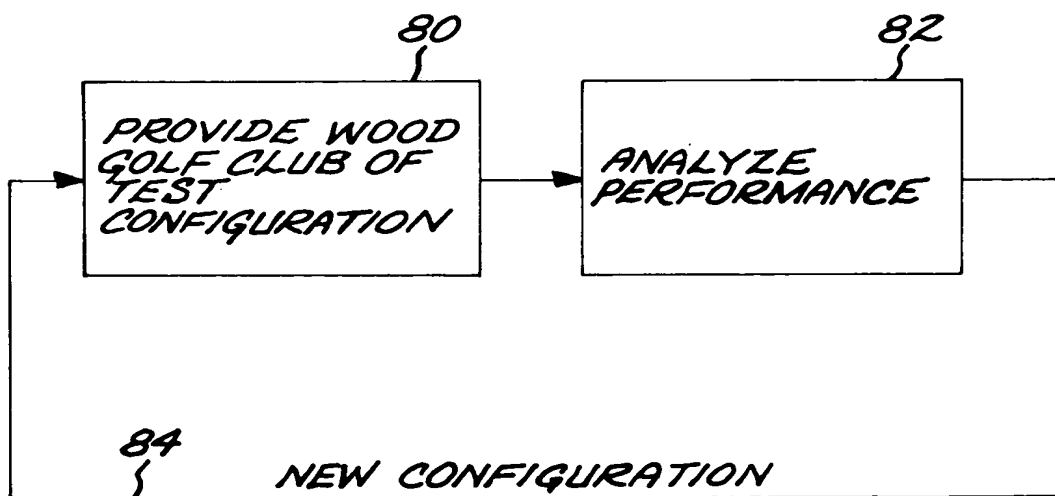 80
82
PROVIDE WOOD
GOLF CLUB OF
TEST
CONFIGURATION
ANALYZE
PERFORMANCE
84
NEW CONFIGURATION